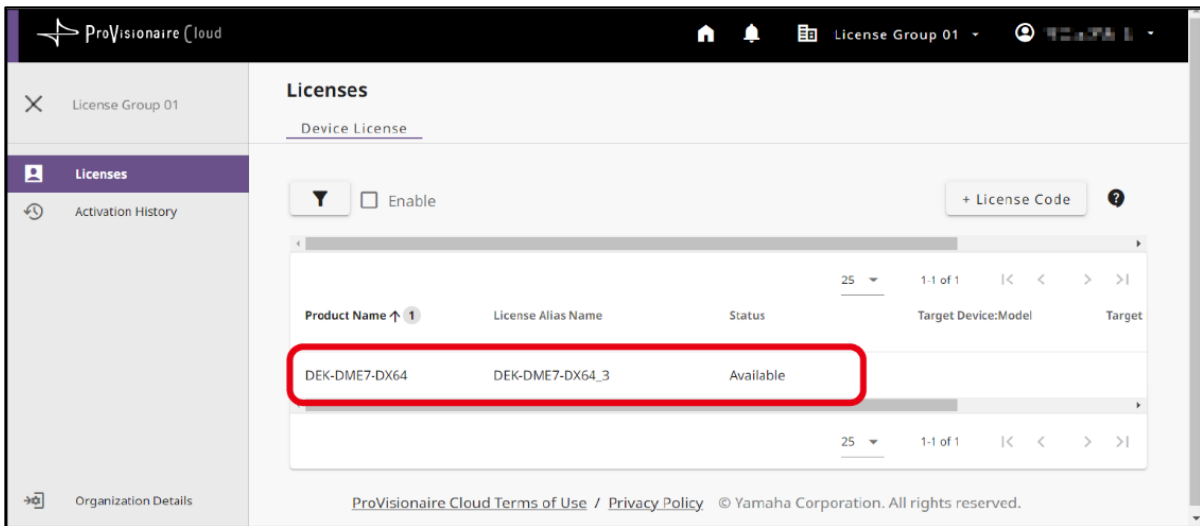 ProVisionaire Cloud
License Group 01
License Group 01
Licenses
Device License
Licenses
Activation History
Enable
+ License Code
?
25 1-1 of 1
Product Name 1 License Alias Name Status Target Device:Model Target
DEK-DME7-DX64 DEK-DME7-DX64_3 Available
25 1-1 of 1
Organization Details
ProVisionaire Cloud Terms of Use / Privacy Policy © Yamaha Corporation. All rights reserved.